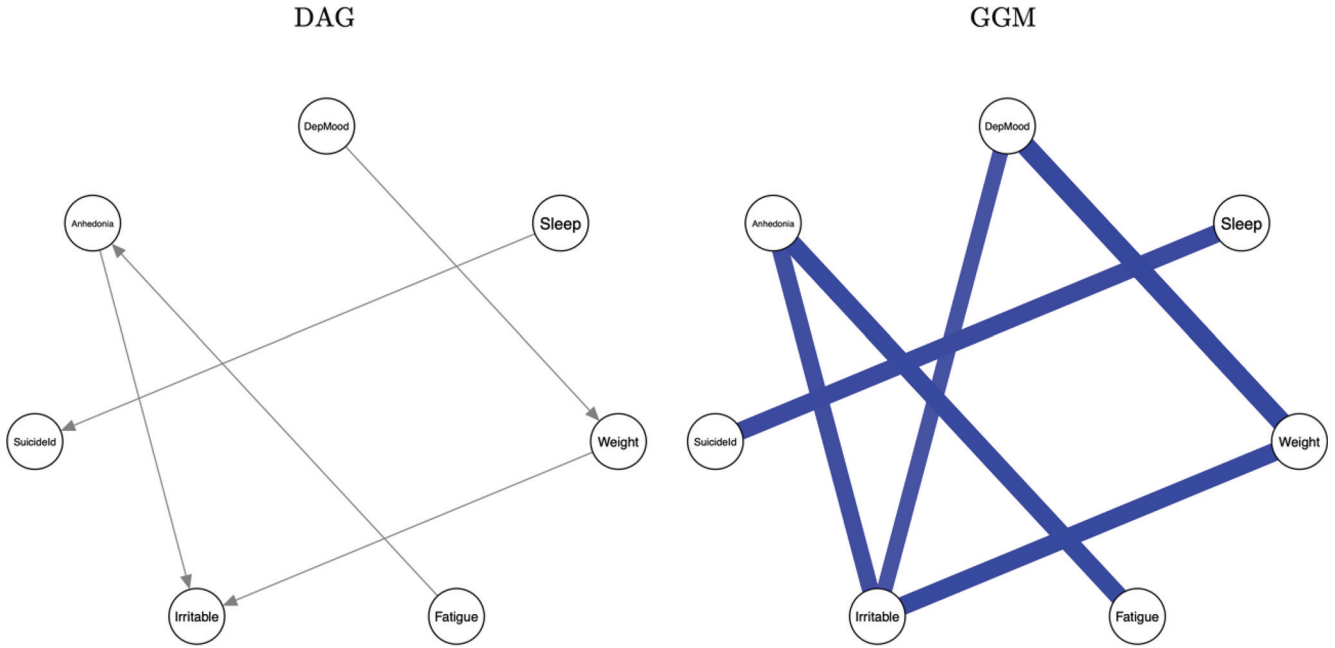 DAG
GGM
DepMood
Anhedonia
Sleep
SuicideId
Weight
Irritable
Fatigue
DepMood
Anhedonia
Sleep
SuicideId
Weight
Irritable
Fatigue